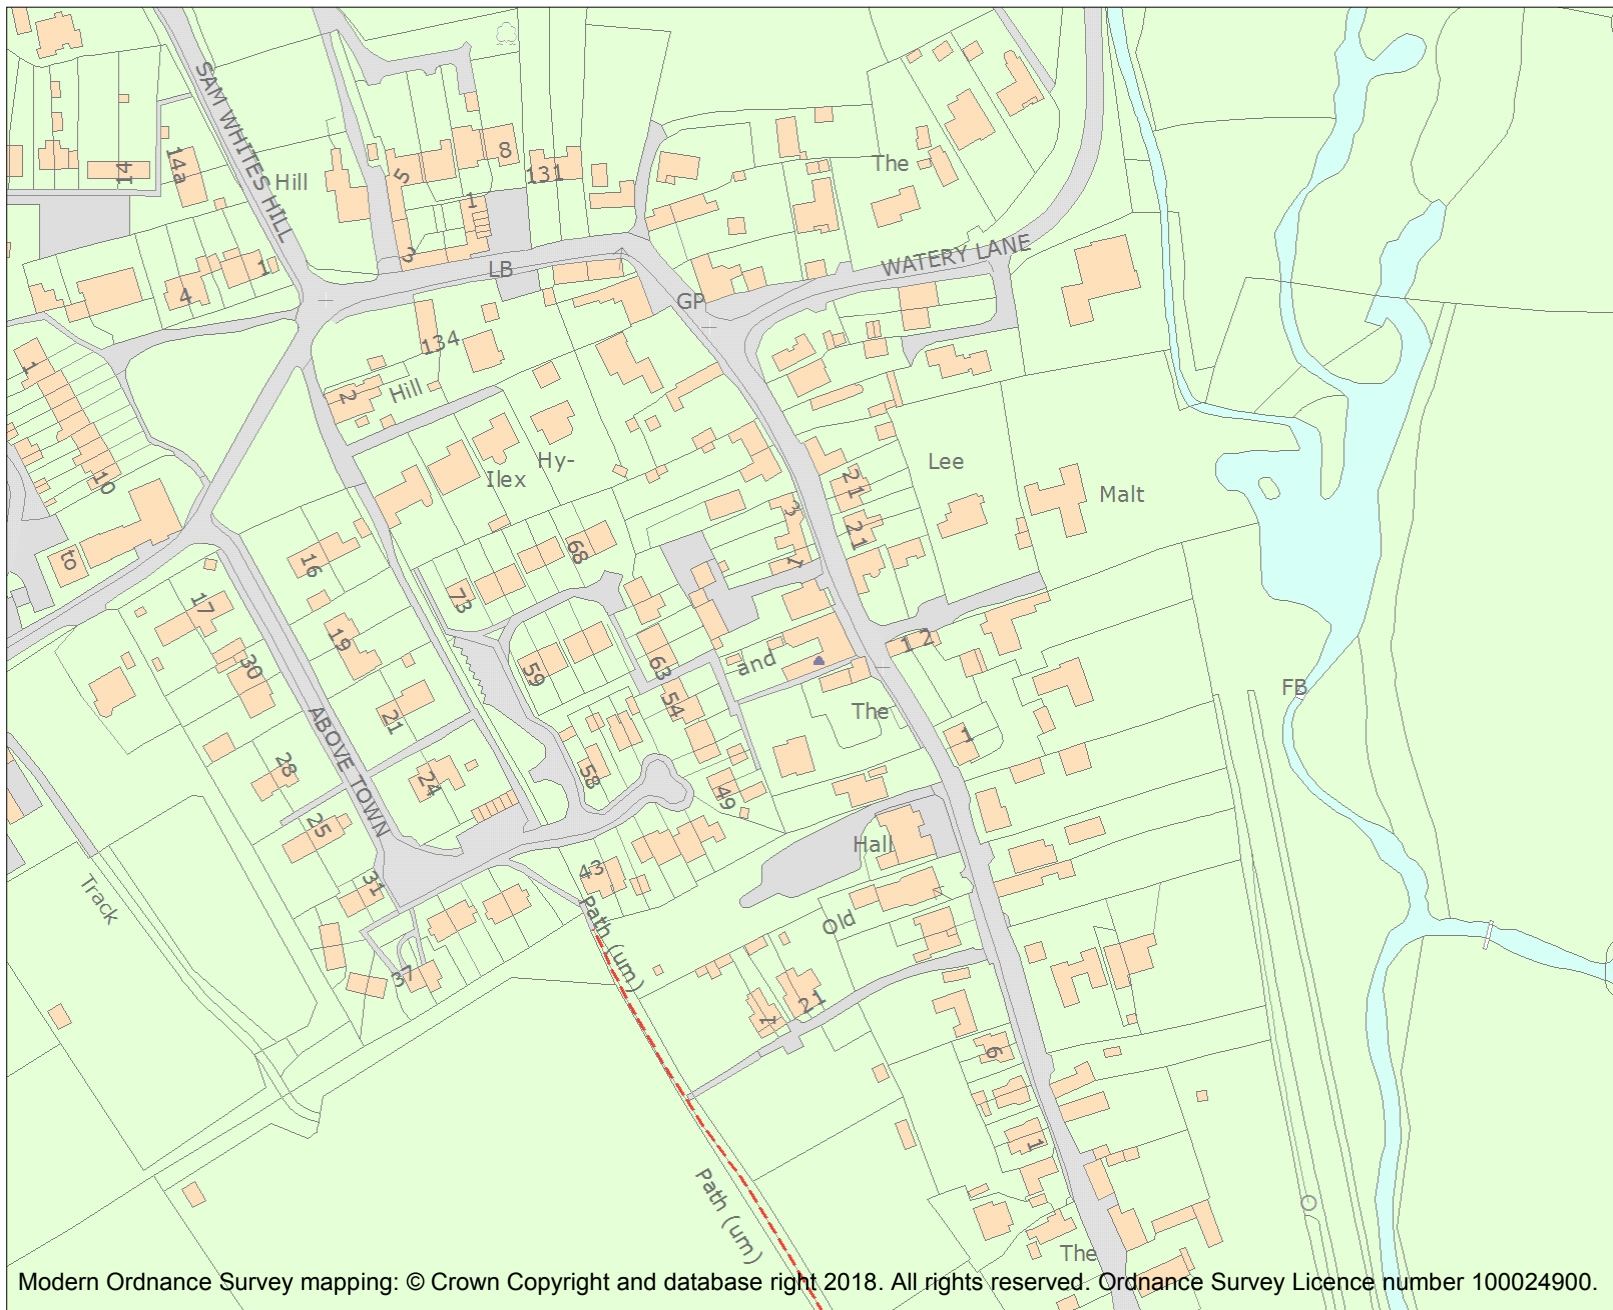 SAM WHITES HILL
14
14a
Hill
5
8
1
131
The
3
LB
1
4
WATERY LANE
GP
134
Hill
2
1
10
Ilex
Hy-
Lee
Malt
21
3
21
16
68
1
to
73
17
19
12
59
63
and
30
54
FB
The
21
1
ABOVE TOWN
28
24
58
49
25
Hall
43
31
Track
Old
Path (um)
37
21
1
6
1
Path (um)
The
Modern Ordnance Survey mapping: © Crown Copyright and database right 2018. All rights reserved. Ordnance Survey Licence number 100024900.